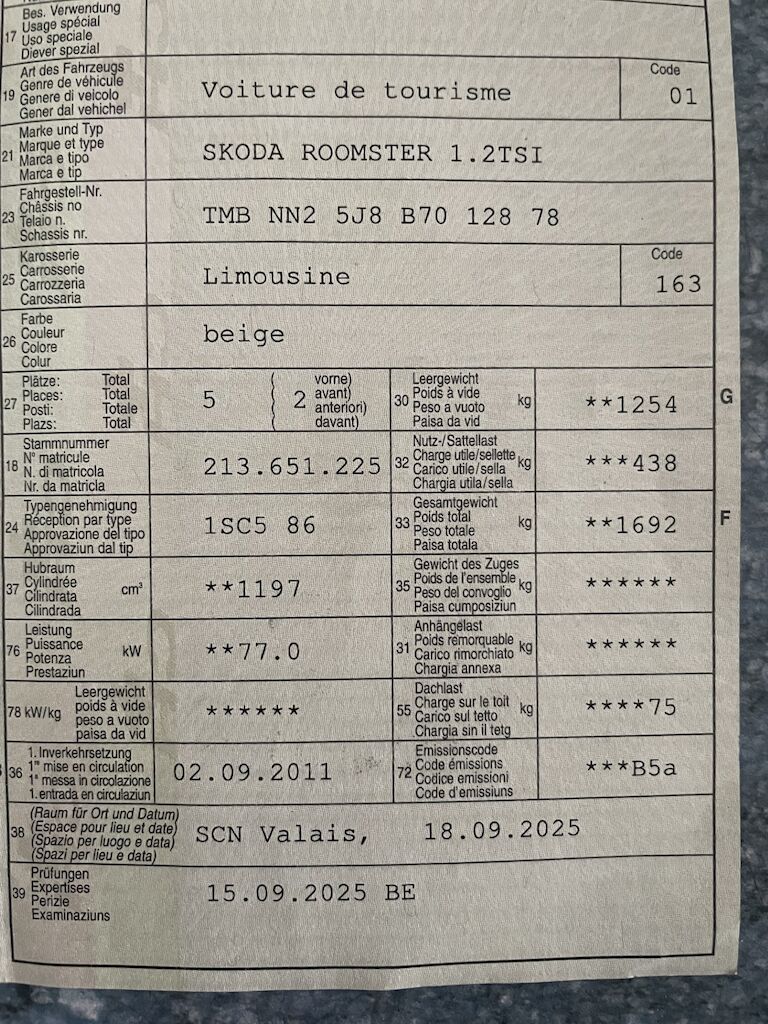 17 Bes. Verwendung
Usage spécial
Uso speciale
Diever spezial
19 Art des Fahrzeugs
Genre de véhicule
Genere di veicolo
Gener dal vehichel
Voiture de tourisme
Code
01
21 Marke und Typ
Marque et type
Marca e tipo
Marca e tip
SKODA ROOMSTER 1.2TSI
23 Fahrgestell-Nr.
Châssis no
Telaio n.
Schassis nr.
TMB NN2 5J8 B70 128 78
25 Karosserie
Carrosserie
Carrozzeria
Carossaria
Limousine
Code
163
26 Farbe
Couleur
Colore
Colur
beige
27 Plätze: Total
Places: Total
Posti: Totale
Plazs: Total
5 ( 2 vorne)
( avant)
( anteriori)
( davant)
30 Leergewicht
Poids à vide
Peso a vuoto
Paisa da vid
kg
**1254
G
18 Stammnummer
N° matricule
N. di matricola
Nr. da matricla
213.651.225
32 Nutz-/Sattellast
Charge utile/sellette
Carico utile/sella
Chargia utila/sella
kg
***438
24 Typengenehmigung
Réception par type
Approvazione del tipo
Approvaziun dal tip
1SC5 86
33 Gesamtgewicht
Poids total
Peso totale
Paisa totala
kg
**1692
F
37 Hubraum
Cylindrée
Cilindrata
Cilindrada
cm³
**1197
35 Gewicht des Zuges
Poids de l'ensemble
Peso del convoglio
Paisa cumposiziun
kg
******
76 Leistung
Puissance
Potenza
Prestaziun
kW
**77.0
31 Anhängelast
Poids remorquable
Carico rimorchiato
Chargia annexa
kg
******
78 kW/kg
Leergewicht
poids à vide
peso a vuoto
paisa da vid
******
55 Dachlast
Charge sur le toit
Carico sul tetto
Chargia sin il tetg
kg
****75
36 1. Inverkehrsetzung
1re mise en circulation
1a messa in circolazione
1. entrada en circulaziun
02.09.2011
72 Emissionscode
Code émissions
Codice emissioni
Code d'emissiuns
***B5a
38 (Raum für Ort und Datum)
(Espace pour lieu et date)
(Spazio per luogo e data)
(Spazi per lieu e data)
SCN Valais, 18.09.2025
39 Prüfungen
Expertises
Perizie
Examinaziuns
15.09.2025 BE